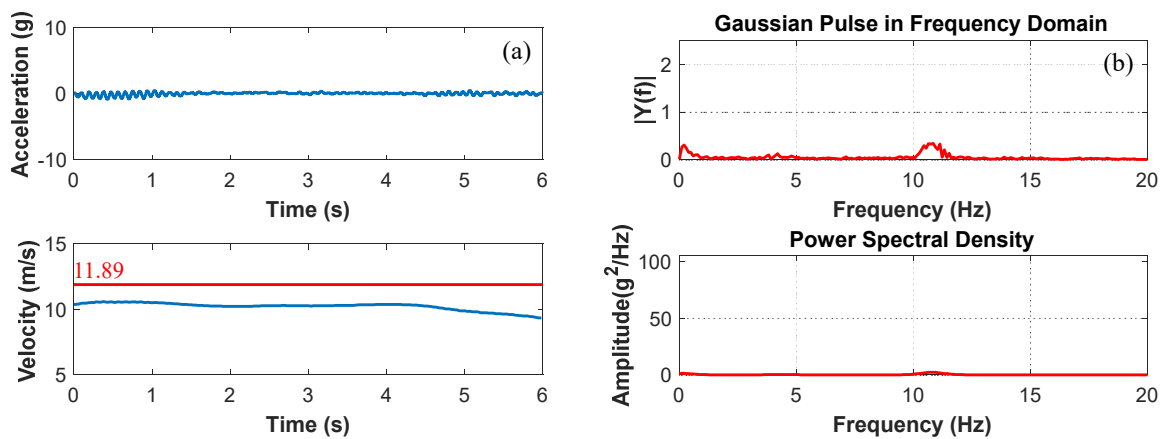 10
0
-10
Acceleration (g)
(a)
0 1 2 3 4 5 6
Time (s)
15
10
5
Velocity (m/s)
11.89
0 1 2 3 4 5 6
Time (s)
Gaussian Pulse in Frequency Domain
2
1
0
|Y(f)|
(b)
0 5 10 15 20
Frequency (Hz)
Power Spectral Density
100
50
0
Amplitude(g²/Hz)
0 5 10 15 20
Frequency (Hz)